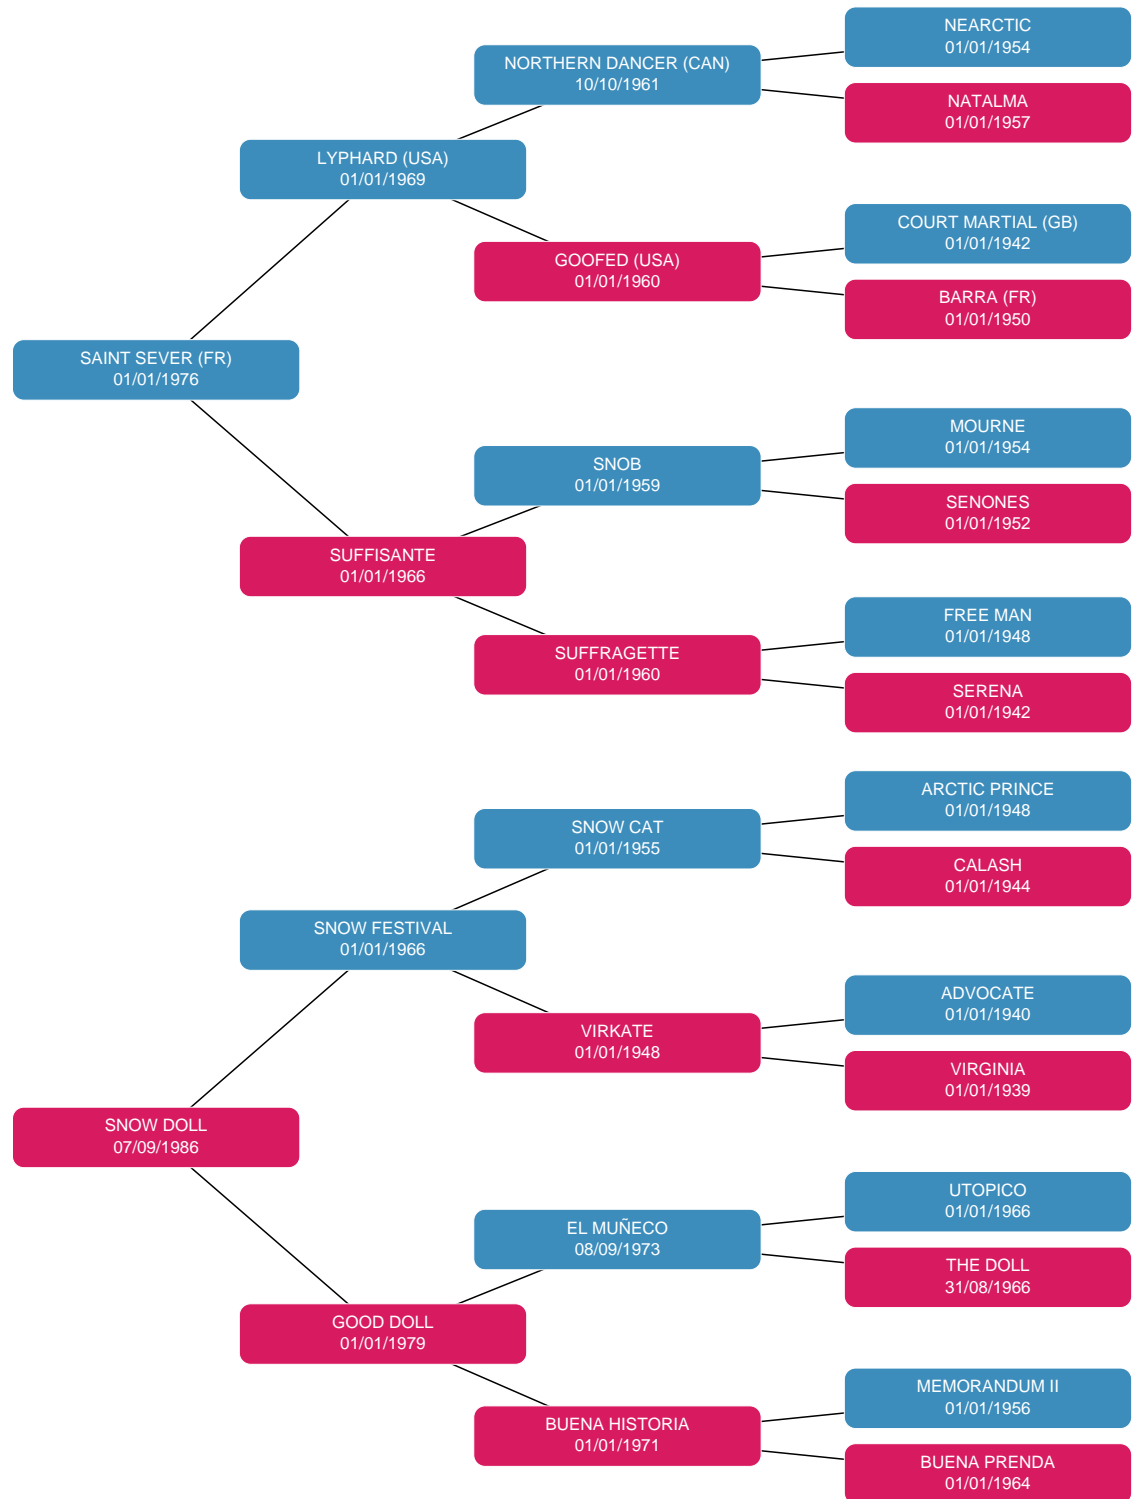 NEARCTIC
01/01/1954
NORTHERN DANCER (CAN)
10/10/1961
NATALMA
01/01/1957
LYPHARD (USA)
01/01/1969
COURT MARTIAL (GB)
01/01/1942
GOOFED (USA)
01/01/1960
BARRA (FR)
01/01/1950
SAINT SEVER (FR)
01/01/1976
MOURNE
01/01/1954
SNOB
01/01/1959
SENONES
01/01/1952
SUFFISANTE
01/01/1966
FREE MAN
01/01/1948
SUFFRAGETTE
01/01/1960
SERENA
01/01/1942
ARCTIC PRINCE
01/01/1948
SNOW CAT
01/01/1955
CALASH
01/01/1944
SNOW FESTIVAL
01/01/1966
ADVOCATE
01/01/1940
VIRKATE
01/01/1948
VIRGINIA
01/01/1939
SNOW DOLL
07/09/1986
UTOPICO
01/01/1966
EL MUÑECO
08/09/1973
THE DOLL
31/08/1966
GOOD DOLL
01/01/1979
MEMORANDUM II
01/01/1956
BUENA HISTORIA
01/01/1971
BUENA PRENDA
01/01/1964